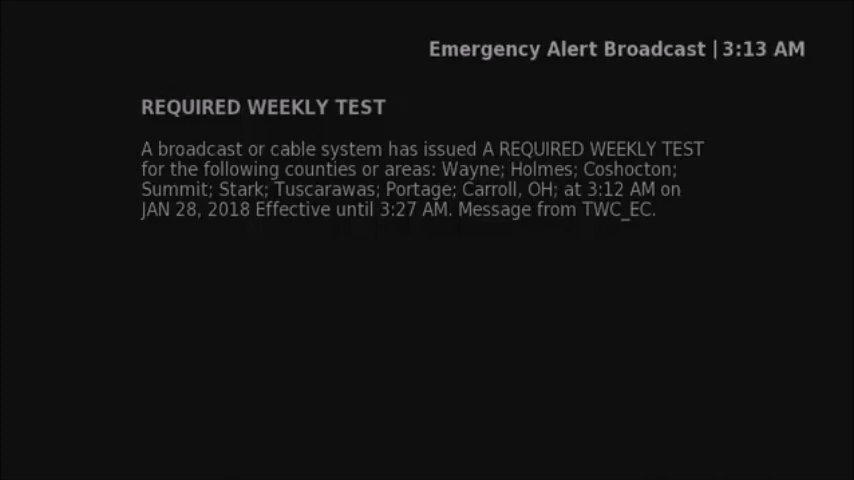 Emergency Alert Broadcast | 3:13 AM
REQUIRED WEEKLY TEST
A broadcast or cable system has issued A REQUIRED WEEKLY TEST
for the following counties or areas: Wayne; Holmes; Coshocton;
Summit; Stark; Tuscarawas; Portage; Carroll, OH; at 3:12 AM on
JAN 28, 2018 Effective until 3:27 AM. Message from TWC_EC.